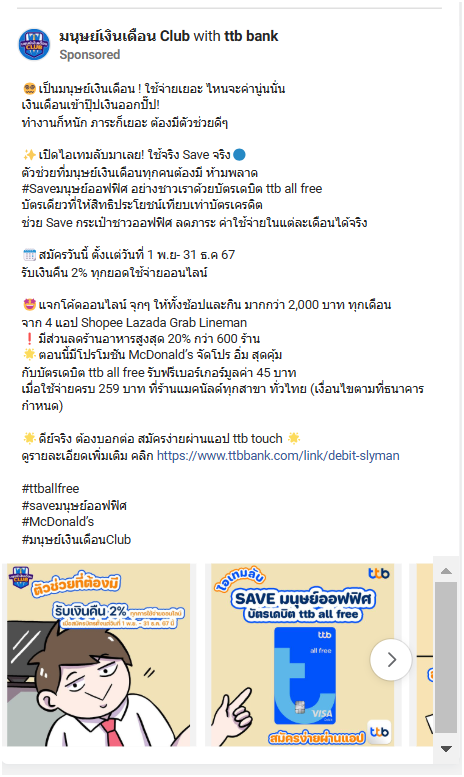 มนุษย์เงินเดือน Club with ttb bank
Sponsored
😵‍💫 เป็นมนุษย์เงินเดือน ! ใช้จ่ายเยอะ ไหนจะค่านู่นนั่น
เงินเดือนเข้าปุ๊ปเงินออกปั๊ป!
ทำงานก็หนัก ภาระก็เยอะ ต้องมีตัวช่วยดีๆ
✨ เปิดไอเทมลับมาเลย! ใช้จริง Save จริง🔵
ตัวช่วยที่มนุษย์เงินเดือนทุกคนต้องมี ห้ามพลาด
#Saveมนุษย์ออฟฟิศ อย่างชาวเราด้วยบัตรเดบิต ttb all free
บัตรเดียวที่ให้สิทธิประโยชน์เทียบเท่าบัตรเครดิต
ช่วย Save กระเป๋าชาวออฟฟิศ ลดภาระ ค่าใช้จ่ายในแต่ละเดือนได้จริง
🗓️ สมัครวันนี้ ตั้งแต่วันที่ 1 พ.ย- 31 ธ.ค 67
รับเงินคืน 2% ทุกยอดใช้จ่ายออนไลน์
🤩 แจกโค้ดออนไลน์ จุกๆ ให้ทั้งช้อปและกิน มากกว่า 2,000 บาท ทุกเดือน
จาก 4 แอป Shopee Lazada Grab Lineman
❗ มีส่วนลดร้านอาหารสูงสุด 20% กว่า 600 ร้าน
🌟 ตอนนี้มีโปรโมชัน McDonald's จัดโปร อิ่ม สุดคุ้ม
กับบัตรเดบิต ttb all free รับฟรีเบอร์เกอร์มูลค่า 45 บาท
เมื่อใช้จ่ายครบ 259 บาท ที่ร้านแมคนัลด์ทุกสาขา ทั่วไทย (เงื่อนไขตามที่ธนาคาร
กำหนด)
🌟 ดีย์จริง ต้องบอกต่อ สมัครง่ายผ่านแอป ttb touch 🌟
ดูรายละเอียดเพิ่มเติม คลิก https://www.ttbbank.com/link/debit-slyman
#ttballfree
#saveมนุษย์ออฟฟิศ
#McDonald's
#มนุษย์เงินเดือนClub
CLUB
ตัวช่วยที่ต้องมี
รับเงินคืน 2% ทุกการใช้จ่ายออนไลน์
เมื่อสมัครบัตรตั้งแต่วันที่ 1 พ.ย. - 31 ธ.ค. 67 นี้
ttb
ไอเทมลับ
SAVE มนุษย์ออฟฟิศ
บัตรเดบิต ttb all free
ttb
all free
VISA
สมัครง่ายผ่านแอป
ttb